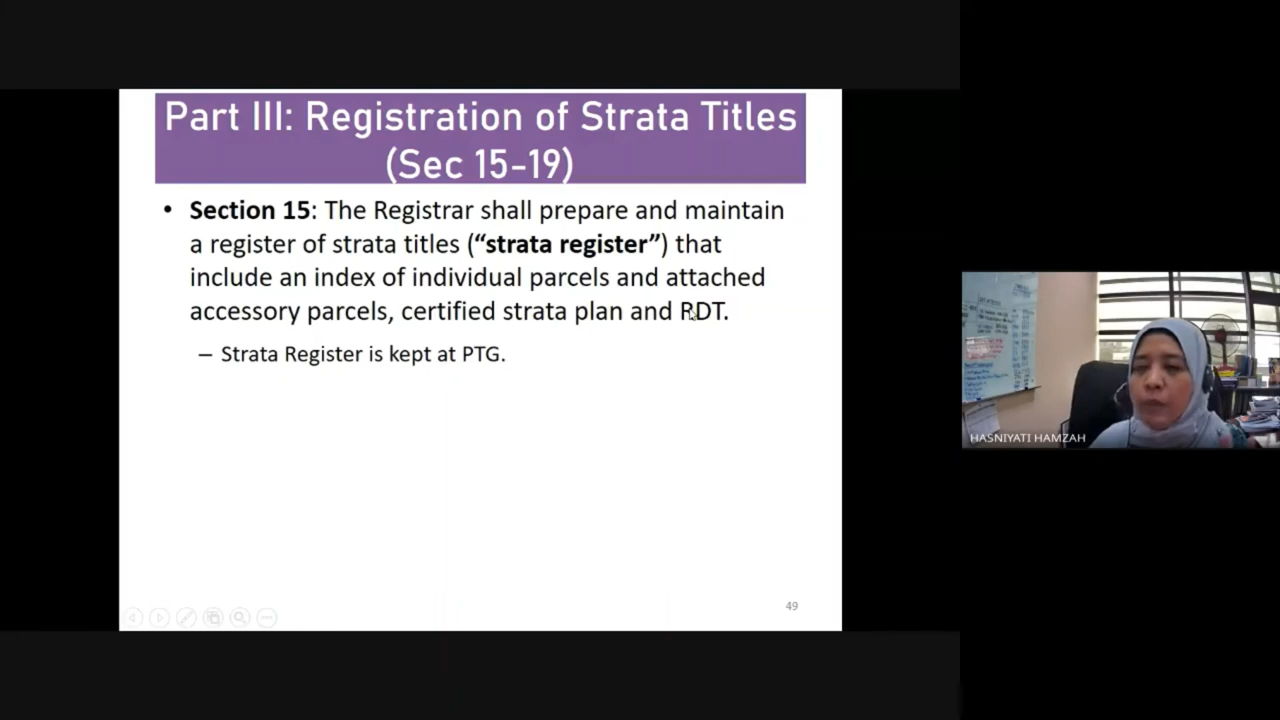 Part III: Registration of Strata Titles
(Sec 15-19)
• Section 15: The Registrar shall prepare and maintain
a register of strata titles (“strata register”) that
include an index of individual parcels and attached
accessory parcels, certified strata plan and RDT.
– Strata Register is kept at PTG.
49
HASNIYATI HAMZAH